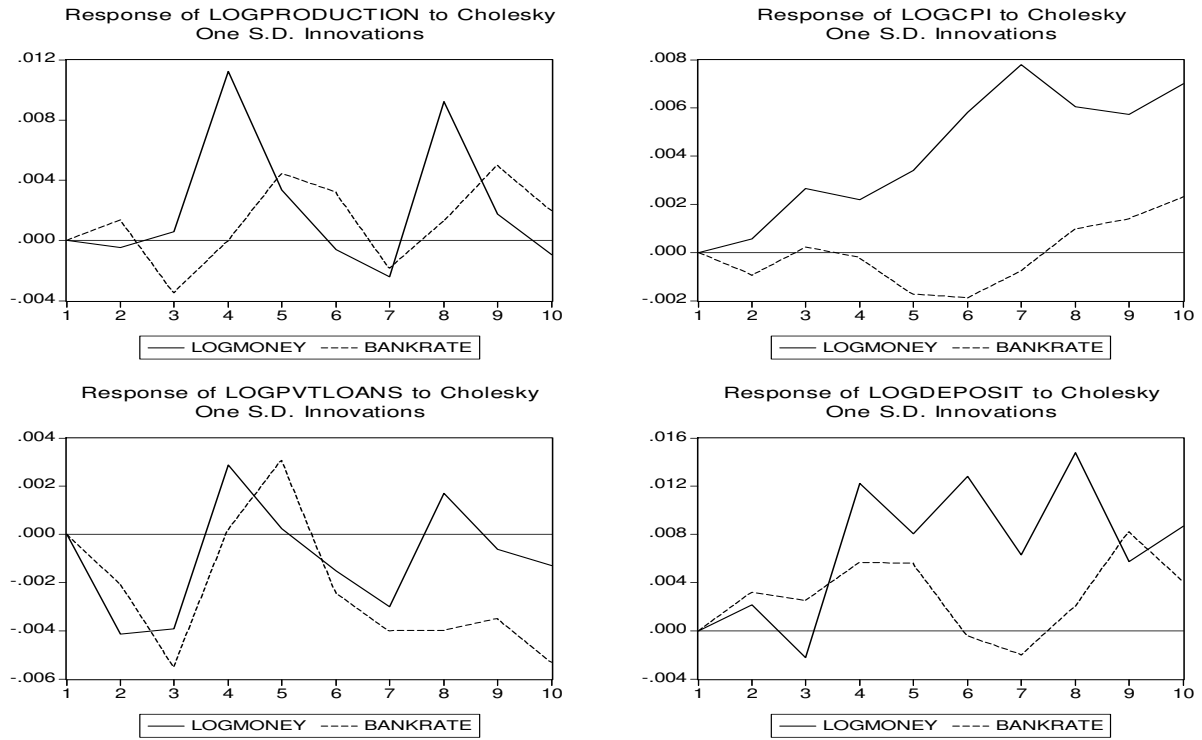 Response of LOGPRODUCTION to Cholesky
One S.D. Innovations
.012
.008
.004
.000
-.004
1 2 3 4 5 6 7 8 9 10
LOGMONEY BANKRATE
Response of LOGCPI to Cholesky
One S.D. Innovations
.008
.006
.004
.002
.000
-.002
1 2 3 4 5 6 7 8 9 10
LOGMONEY BANKRATE
Response of LOGPVTLOANS to Cholesky
One S.D. Innovations
.004
.002
.000
-.002
-.004
-.006
1 2 3 4 5 6 7 8 9 10
LOGMONEY BANKRATE
Response of LOGDEPOSIT to Cholesky
One S.D. Innovations
.016
.012
.008
.004
.000
-.004
1 2 3 4 5 6 7 8 9 10
LOGMONEY BANKRATE